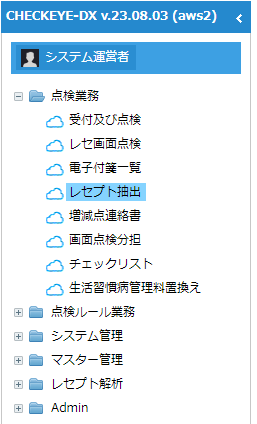 CHECKEYE-DX v.23.08.03 (aws2)
システム運営者
点検業務
受付及び点検
レセ画面点検
電子付箋一覧
レセプト抽出
増減点連絡書
画面点検分担
チェックリスト
生活習慣病管理料置換え
点検ルール業務
システム管理
マスター管理
レセプト解析
Admin